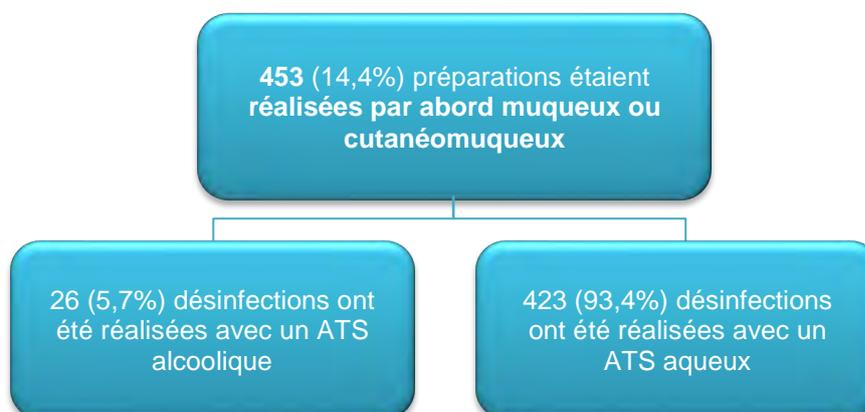 453 (14,4%) préparations étaient
réalisées par abord muqueux ou
cutanéomuqueux
26 (5,7%) désinfections ont
été réalisées avec un ATS
alcoolique
423 (93,4%) désinfections
ont été réalisées avec un
ATS aqueux